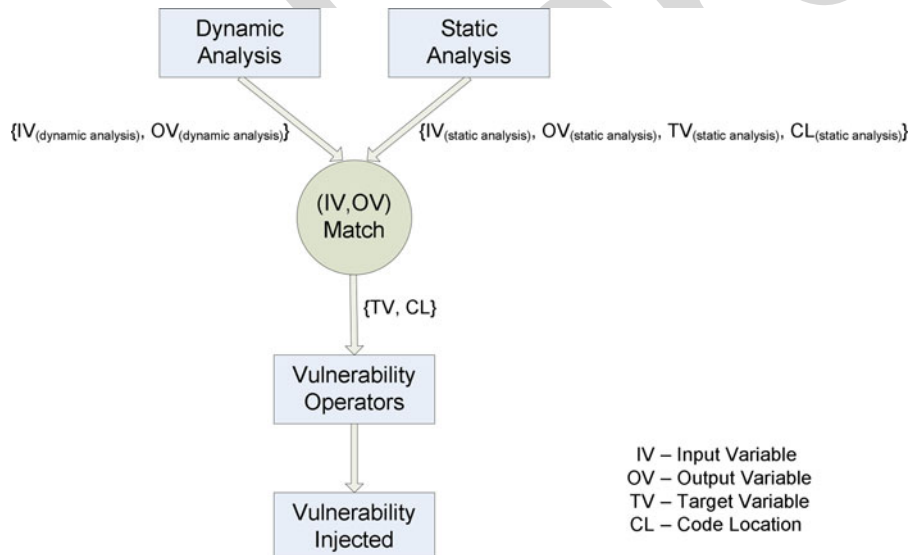 Dynamic
Analysis
Static
Analysis
{IV(dynamic analysis), OV(dynamic analysis)}
{IV(static analysis), OV(static analysis), TV(static analysis), CL(static analysis)}
(IV,OV)
Match
{TV, CL}
Vulnerability
Operators
Vulnerability
Injected
IV – Input Variable
OV – Output Variable
TV – Target Variable
CL – Code Location